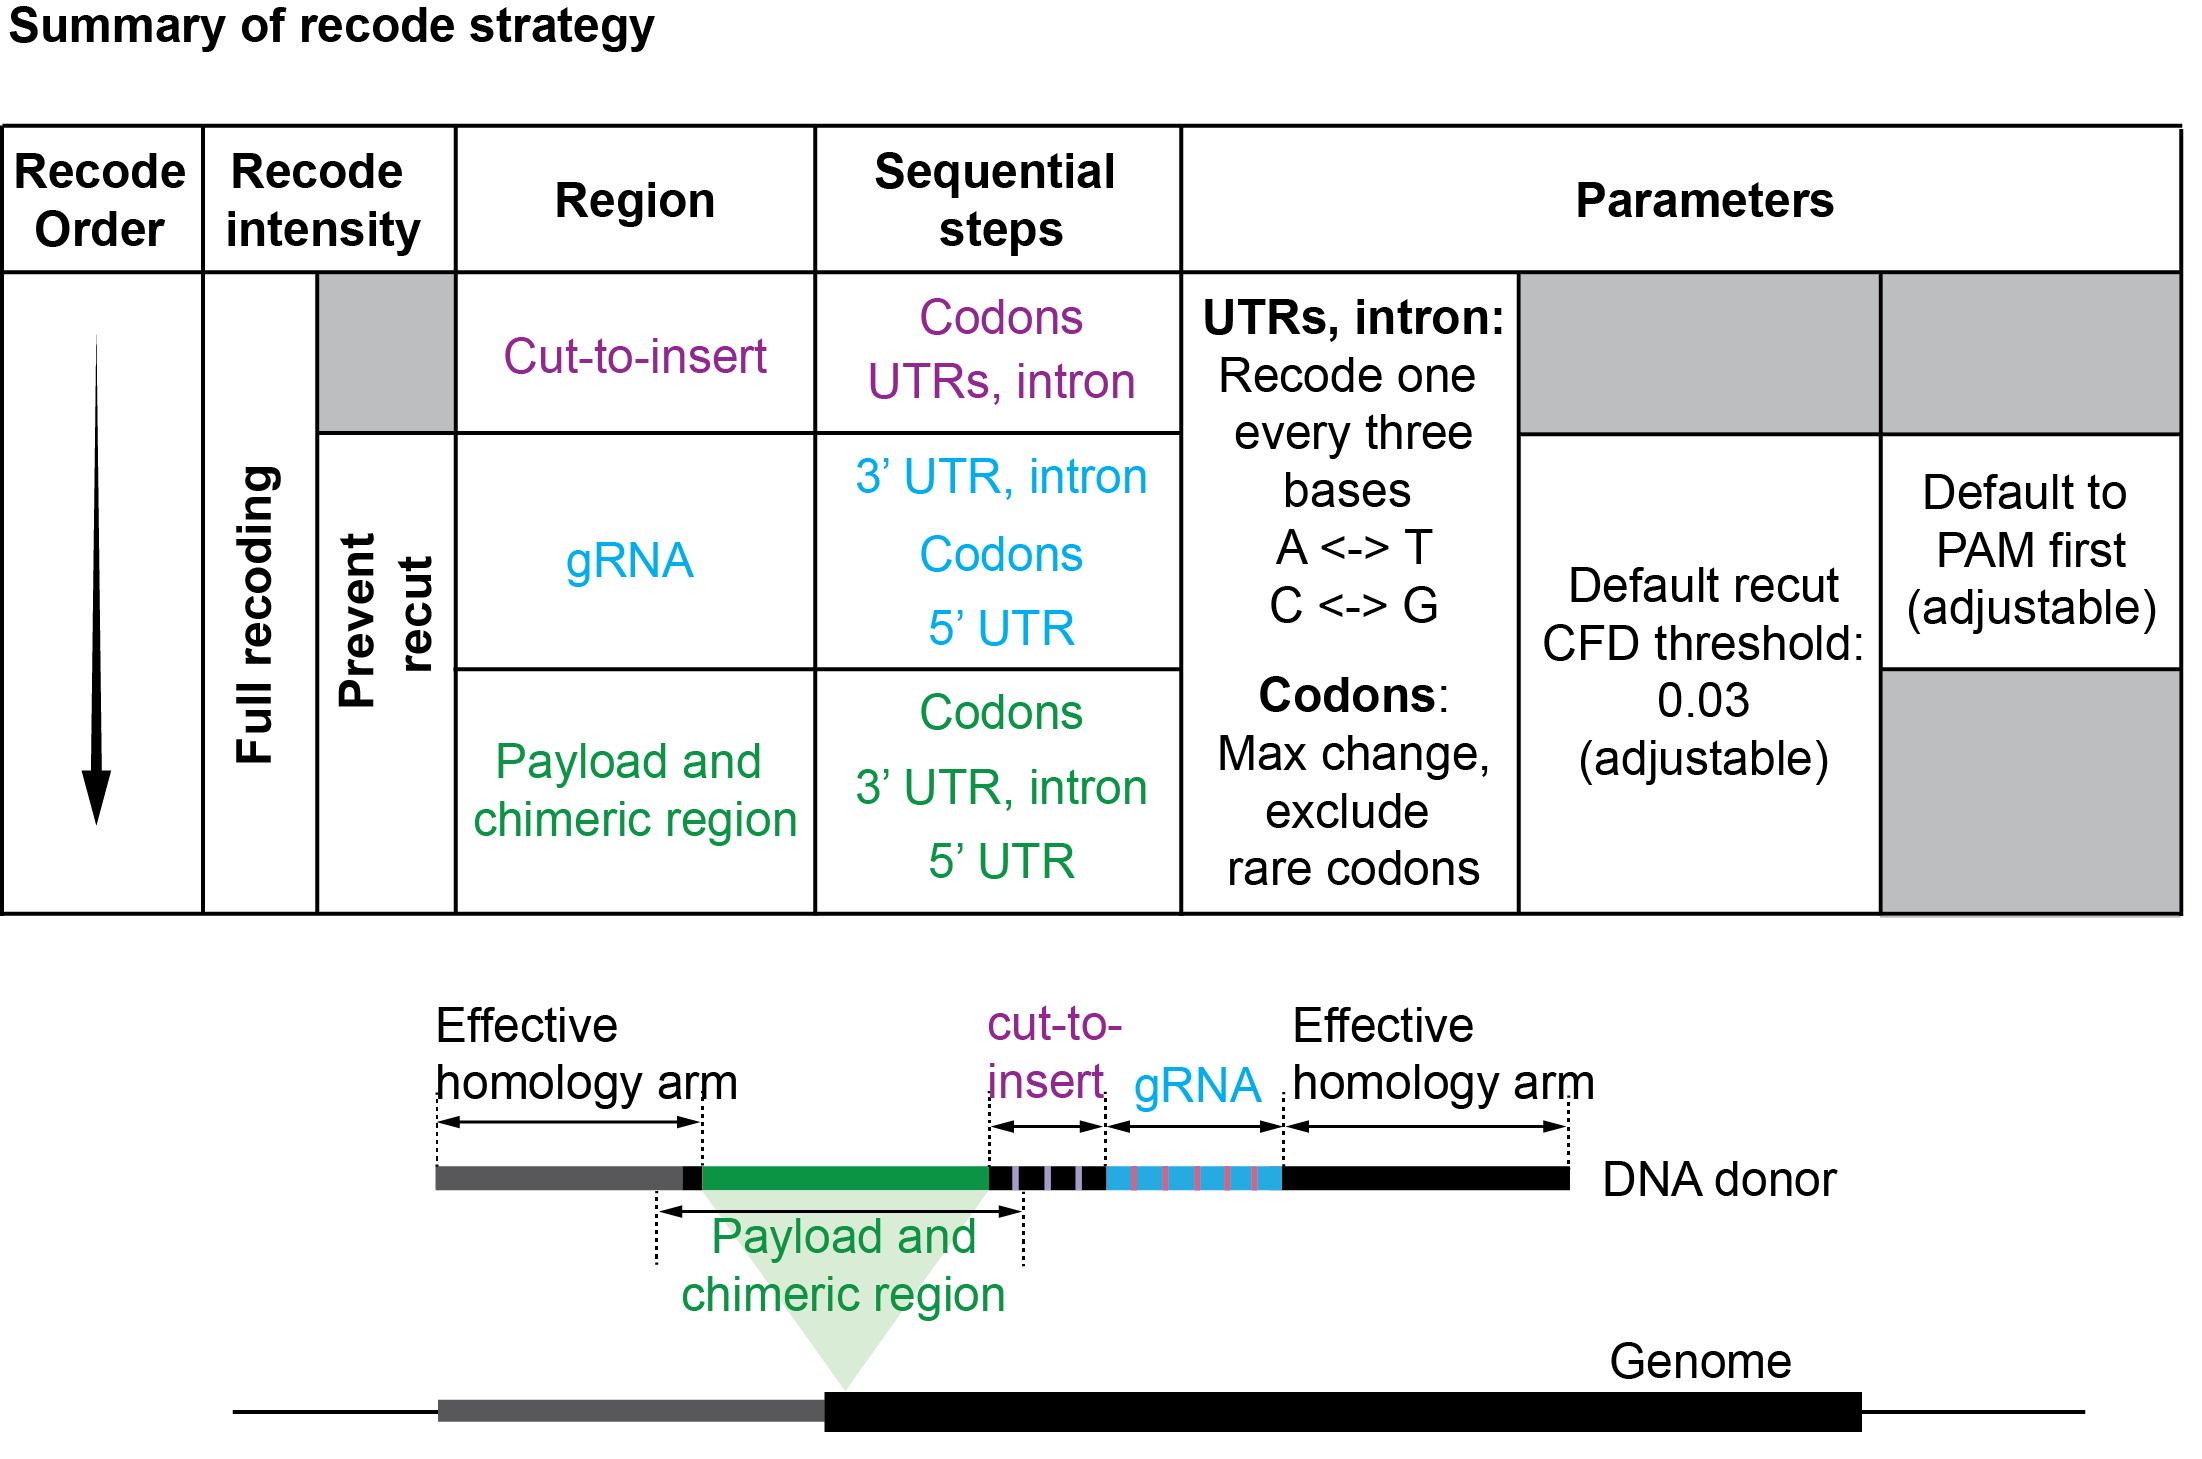 Summary of recode strategy
Recode
Order
Recode
intensity
Region
Sequential
steps
Parameters
Full recoding
Prevent
recut
Cut-to-insert
Codons
UTRs, intron
gRNA
3’ UTR, intron
Codons
5’ UTR
Payload and
chimeric region
Codons
3’ UTR, intron
5’ UTR
UTRs, intron:
Recode one
every three
bases
A <-> T
C <-> G
Codons:
Max change,
exclude
rare codons
Default recut
CFD threshold:
0.03
(adjustable)
Default to
PAM first
(adjustable)
Effective
homology arm
cut-to-
insert
gRNA
Effective
homology arm
DNA donor
Payload and
chimeric region
Genome